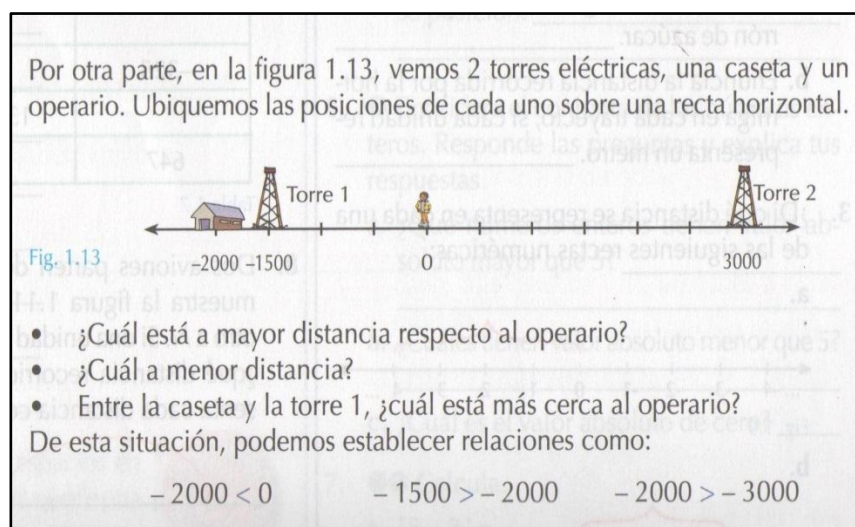 Por otra parte, en la figura 1.13, vemos 2 torres eléctricas, una caseta y un
operario. Ubiquemos las posiciones de cada uno sobre una recta horizontal.
Torre 1
Torre 2
Fig. 1.13
−2000 −1500 0 3000
• ¿Cuál está a mayor distancia respecto al operario?
• ¿Cuál a menor distancia?
• Entre la caseta y la torre 1, ¿cuál está más cerca al operario?
De esta situación, podemos establecer relaciones como:
− 2000 < 0 − 1500 > − 2000 − 2000 > − 3000